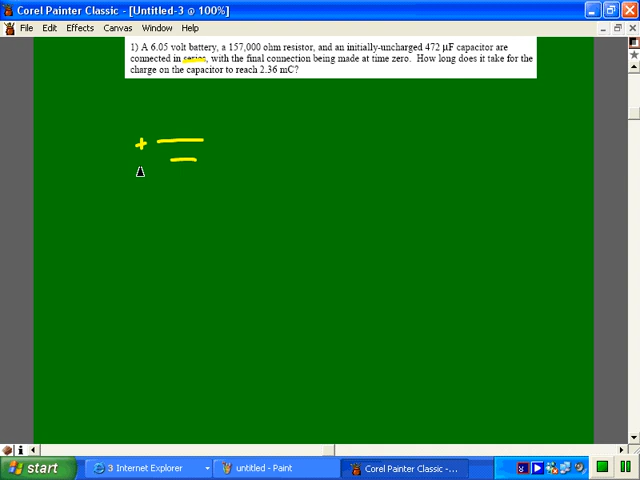 Corel Painter Classic - [Untitled-3 @ 100%]
File Edit Effects Canvas Window Help
1) A 6.05 volt battery, a 157,000 ohm resistor, and an initially-uncharged 472 µF capacitor are
connected in series, with the final connection being made at time zero. How long does it take for the
charge on the capacitor to reach 2.36 mC?
+
start 3 Internet Explorer untitled - Paint Corel Painter Classic -...